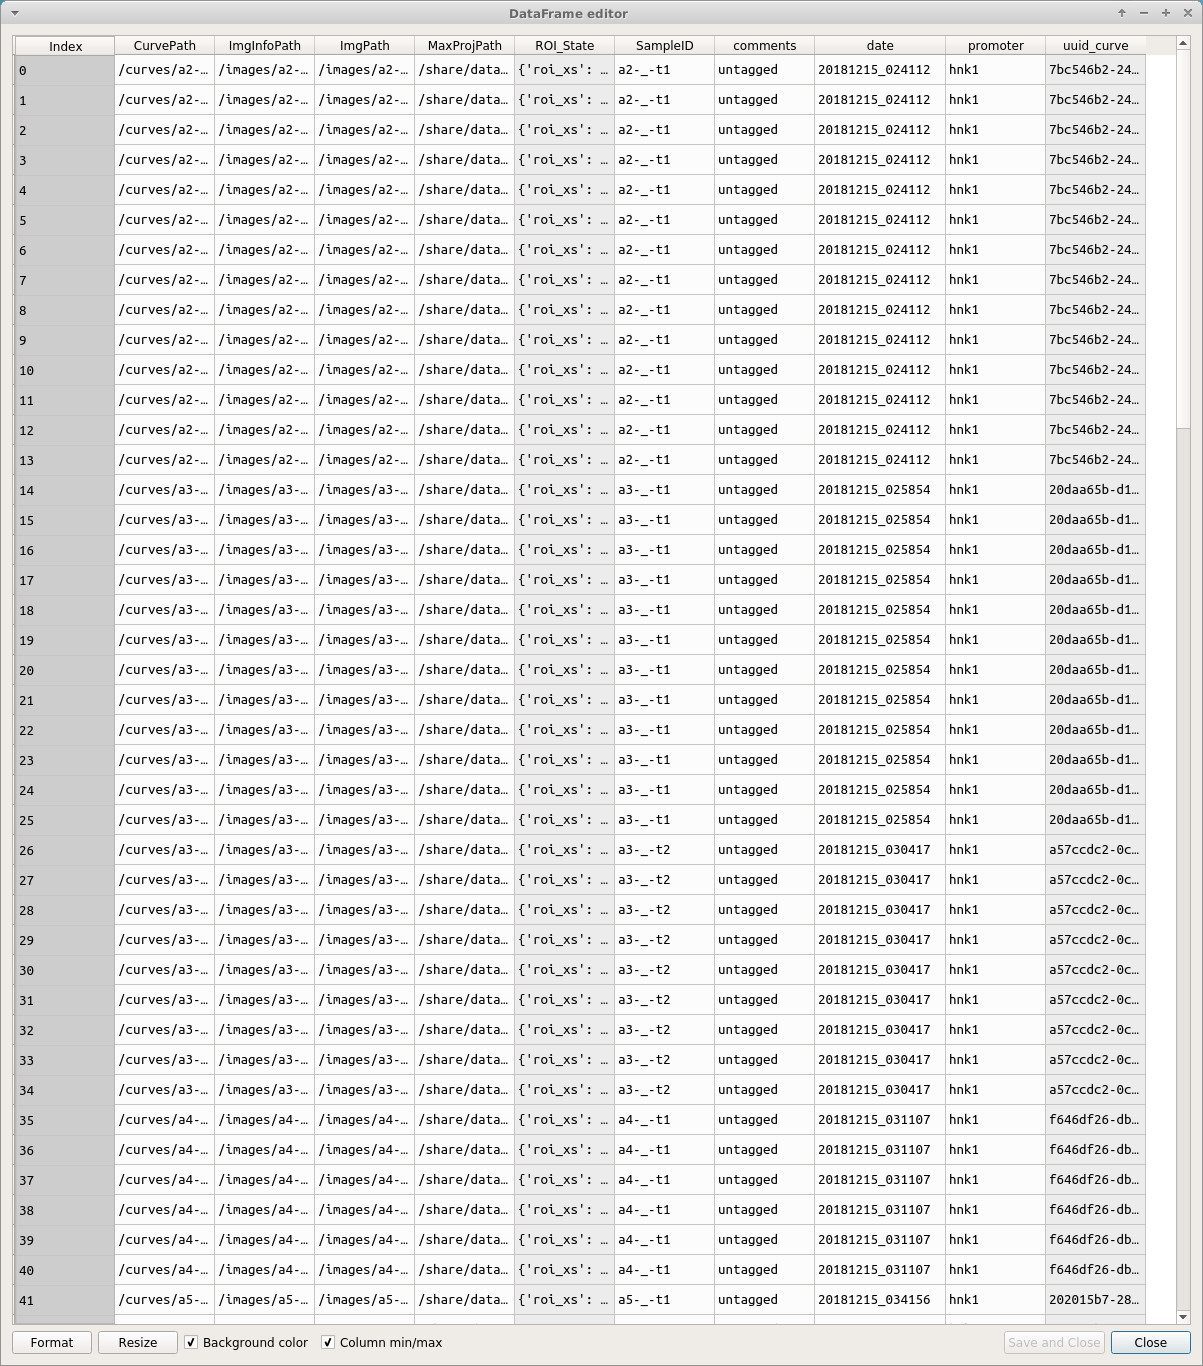 DataFrame editor
Index CurvePath ImgInfoPath ImgPath MaxProjPath ROI_State SampleID comments date promoter uuid_curve
0 /curves/a2-… /images/a2-… /images/a2-… /share/data… {'roi_xs': … a2-_-t1 untagged 20181215_024112 hnk1 7bc546b2-24…
1 /curves/a2-… /images/a2-… /images/a2-… /share/data… {'roi_xs': … a2-_-t1 untagged 20181215_024112 hnk1 7bc546b2-24…
2 /curves/a2-… /images/a2-… /images/a2-… /share/data… {'roi_xs': … a2-_-t1 untagged 20181215_024112 hnk1 7bc546b2-24…
3 /curves/a2-… /images/a2-… /images/a2-… /share/data… {'roi_xs': … a2-_-t1 untagged 20181215_024112 hnk1 7bc546b2-24…
4 /curves/a2-… /images/a2-… /images/a2-… /share/data… {'roi_xs': … a2-_-t1 untagged 20181215_024112 hnk1 7bc546b2-24…
5 /curves/a2-… /images/a2-… /images/a2-… /share/data… {'roi_xs': … a2-_-t1 untagged 20181215_024112 hnk1 7bc546b2-24…
6 /curves/a2-… /images/a2-… /images/a2-… /share/data… {'roi_xs': … a2-_-t1 untagged 20181215_024112 hnk1 7bc546b2-24…
7 /curves/a2-… /images/a2-… /images/a2-… /share/data… {'roi_xs': … a2-_-t1 untagged 20181215_024112 hnk1 7bc546b2-24…
8 /curves/a2-… /images/a2-… /images/a2-… /share/data… {'roi_xs': … a2-_-t1 untagged 20181215_024112 hnk1 7bc546b2-24…
9 /curves/a2-… /images/a2-… /images/a2-… /share/data… {'roi_xs': … a2-_-t1 untagged 20181215_024112 hnk1 7bc546b2-24…
10 /curves/a2-… /images/a2-… /images/a2-… /share/data… {'roi_xs': … a2-_-t1 untagged 20181215_024112 hnk1 7bc546b2-24…
11 /curves/a2-… /images/a2-… /images/a2-… /share/data… {'roi_xs': … a2-_-t1 untagged 20181215_024112 hnk1 7bc546b2-24…
12 /curves/a2-… /images/a2-… /images/a2-… /share/data… {'roi_xs': … a2-_-t1 untagged 20181215_024112 hnk1 7bc546b2-24…
13 /curves/a2-… /images/a2-… /images/a2-… /share/data… {'roi_xs': … a2-_-t1 untagged 20181215_024112 hnk1 7bc546b2-24…
14 /curves/a3-… /images/a3-… /images/a3-… /share/data… {'roi_xs': … a3-_-t1 untagged 20181215_025854 hnk1 20daa65b-d1…
15 /curves/a3-… /images/a3-… /images/a3-… /share/data… {'roi_xs': … a3-_-t1 untagged 20181215_025854 hnk1 20daa65b-d1…
16 /curves/a3-… /images/a3-… /images/a3-… /share/data… {'roi_xs': … a3-_-t1 untagged 20181215_025854 hnk1 20daa65b-d1…
17 /curves/a3-… /images/a3-… /images/a3-… /share/data… {'roi_xs': … a3-_-t1 untagged 20181215_025854 hnk1 20daa65b-d1…
18 /curves/a3-… /images/a3-… /images/a3-… /share/data… {'roi_xs': … a3-_-t1 untagged 20181215_025854 hnk1 20daa65b-d1…
19 /curves/a3-… /images/a3-… /images/a3-… /share/data… {'roi_xs': … a3-_-t1 untagged 20181215_025854 hnk1 20daa65b-d1…
20 /curves/a3-… /images/a3-… /images/a3-… /share/data… {'roi_xs': … a3-_-t1 untagged 20181215_025854 hnk1 20daa65b-d1…
21 /curves/a3-… /images/a3-… /images/a3-… /share/data… {'roi_xs': … a3-_-t1 untagged 20181215_025854 hnk1 20daa65b-d1…
22 /curves/a3-… /images/a3-… /images/a3-… /share/data… {'roi_xs': … a3-_-t1 untagged 20181215_025854 hnk1 20daa65b-d1…
23 /curves/a3-… /images/a3-… /images/a3-… /share/data… {'roi_xs': … a3-_-t1 untagged 20181215_025854 hnk1 20daa65b-d1…
24 /curves/a3-… /images/a3-… /images/a3-… /share/data… {'roi_xs': … a3-_-t1 untagged 20181215_025854 hnk1 20daa65b-d1…
25 /curves/a3-… /images/a3-… /images/a3-… /share/data… {'roi_xs': … a3-_-t1 untagged 20181215_025854 hnk1 20daa65b-d1…
26 /curves/a3-… /images/a3-… /images/a3-… /share/data… {'roi_xs': … a3-_-t2 untagged 20181215_030417 hnk1 a57ccdc2-0c…
27 /curves/a3-… /images/a3-… /images/a3-… /share/data… {'roi_xs': … a3-_-t2 untagged 20181215_030417 hnk1 a57ccdc2-0c…
28 /curves/a3-… /images/a3-… /images/a3-… /share/data… {'roi_xs': … a3-_-t2 untagged 20181215_030417 hnk1 a57ccdc2-0c…
29 /curves/a3-… /images/a3-… /images/a3-… /share/data… {'roi_xs': … a3-_-t2 untagged 20181215_030417 hnk1 a57ccdc2-0c…
30 /curves/a3-… /images/a3-… /images/a3-… /share/data… {'roi_xs': … a3-_-t2 untagged 20181215_030417 hnk1 a57ccdc2-0c…
31 /curves/a3-… /images/a3-… /images/a3-… /share/data… {'roi_xs': … a3-_-t2 untagged 20181215_030417 hnk1 a57ccdc2-0c…
32 /curves/a3-… /images/a3-… /images/a3-… /share/data… {'roi_xs': … a3-_-t2 untagged 20181215_030417 hnk1 a57ccdc2-0c…
33 /curves/a3-… /images/a3-… /images/a3-… /share/data… {'roi_xs': … a3-_-t2 untagged 20181215_030417 hnk1 a57ccdc2-0c…
34 /curves/a3-… /images/a3-… /images/a3-… /share/data… {'roi_xs': … a3-_-t2 untagged 20181215_030417 hnk1 a57ccdc2-0c…
35 /curves/a4-… /images/a4-… /images/a4-… /share/data… {'roi_xs': … a4-_-t1 untagged 20181215_031107 hnk1 f646df26-db…
36 /curves/a4-… /images/a4-… /images/a4-… /share/data… {'roi_xs': … a4-_-t1 untagged 20181215_031107 hnk1 f646df26-db…
37 /curves/a4-… /images/a4-… /images/a4-… /share/data… {'roi_xs': … a4-_-t1 untagged 20181215_031107 hnk1 f646df26-db…
38 /curves/a4-… /images/a4-… /images/a4-… /share/data… {'roi_xs': … a4-_-t1 untagged 20181215_031107 hnk1 f646df26-db…
39 /curves/a4-… /images/a4-… /images/a4-… /share/data… {'roi_xs': … a4-_-t1 untagged 20181215_031107 hnk1 f646df26-db…
40 /curves/a4-… /images/a4-… /images/a4-… /share/data… {'roi_xs': … a4-_-t1 untagged 20181215_031107 hnk1 f646df26-db…
41 /curves/a5-… /images/a5-… /images/a5-… /share/data… {'roi_xs': … a5-_-t1 untagged 20181215_034156 hnk1 202015b7-28…
Format Resize Background color Column min/max Save and Close Close